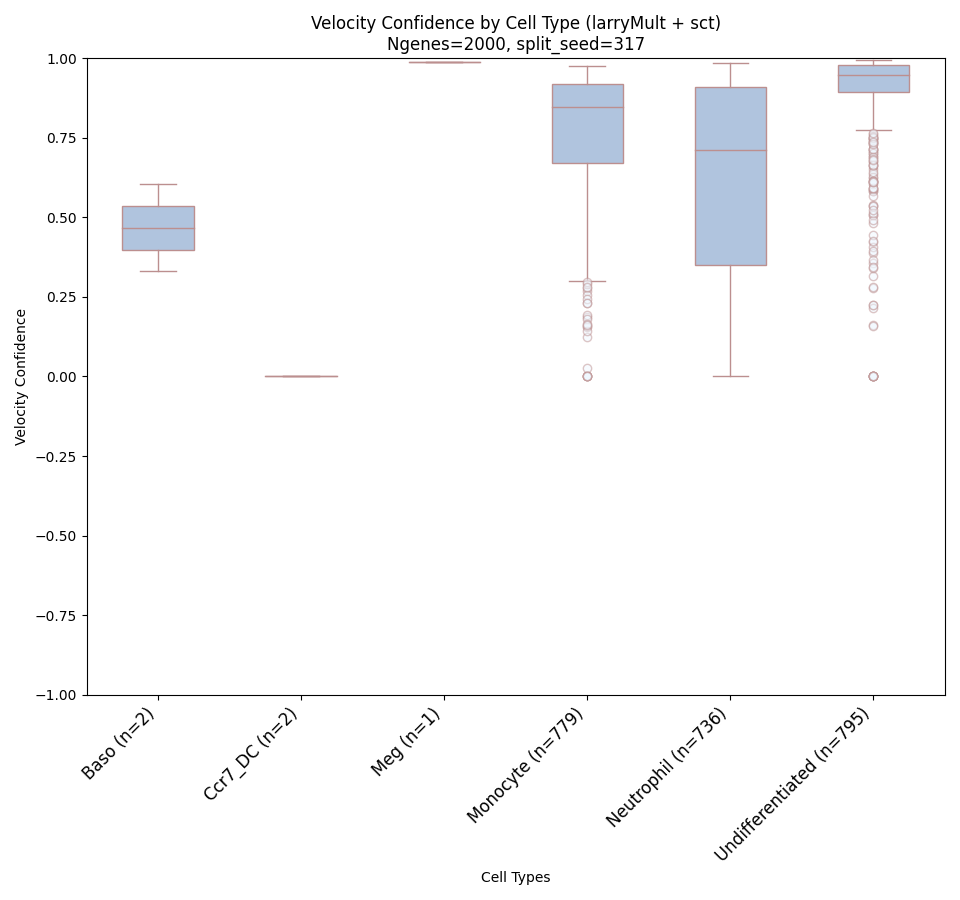 Velocity Confidence by Cell Type (larryMult + sct)
Ngenes=2000, split_seed=317
1.00
0.75
0.50
0.25
0.00
−0.25
−0.50
−0.75
−1.00
Velocity Confidence
Baso (n=2)
Ccr7_DC (n=2)
Meg (n=1)
Monocyte (n=779)
Neutrophil (n=736)
Undifferentiated (n=795)
Cell Types